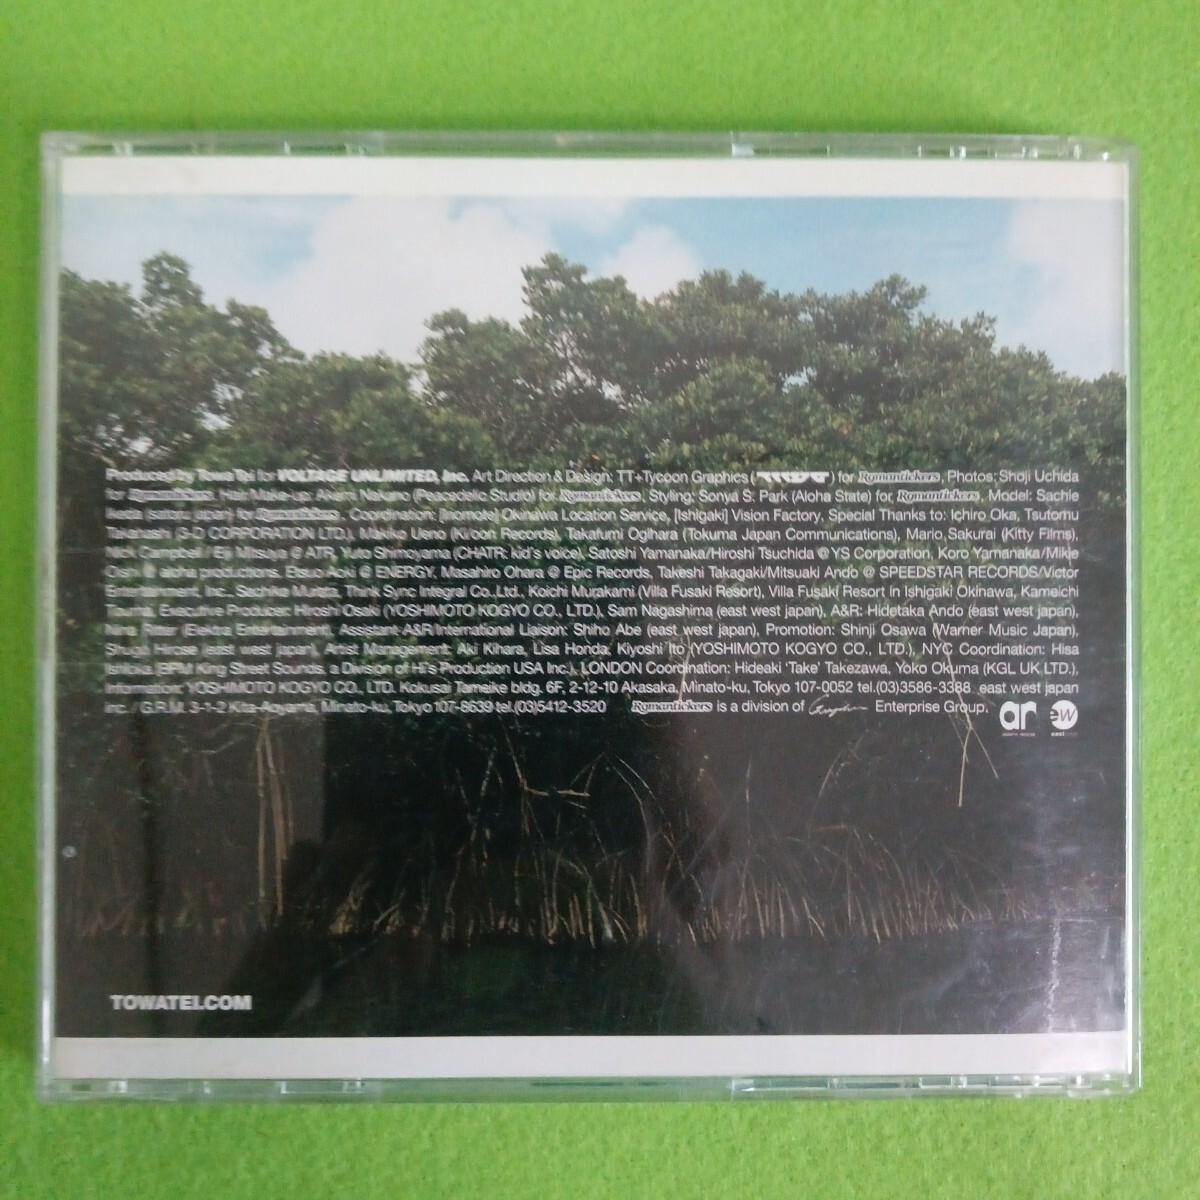 Produced by Towa Tei for VOLTAGE UNLIMITED, Inc. Art Direction & Design: TT+Tycoon Graphics ( ) for Romantickers, Photos: Shoji Uchida
for Romantickers, Hair/Make-up: Akemi Nakano (Peacedelic Studio) for Romantickers, Styling: Sonya S. Park (Aloha State) for Romantickers, Model: Sachie
(satoru japan) for Romantickers, Coordination: [Iriomote] Okinawa Location Service, [Ishigaki] Vision Factory, Special Thanks to: Ichiro Oka, Tsutomu
Takahashi (3-D CORPORATION LTD.), Makiko Ueno (Ki/oon Records), Takafumi Ogihara (Tokuma Japan Communications), Mario Sakurai (Kitty Films),
Nick Campbell / Eiji Mitsuya @ ATR, Yuto Shimoyama (CHATR: kid's voice), Satoshi Yamanaka/Hiroshi Tsuchida @ YS Corporation, Koro Yamanaka/Mikie
Oishi @ aloha productions, Etsuo Aoki @ ENERGY, Masahiro Ohara @ Epic Records, Takeshi Takagaki/Mitsuaki Ando @ SPEEDSTAR RECORDS/Victor
Entertainment, Inc., Sachiko Murata, Think Sync Integral Co.,Ltd., Koichi Murakami (Villa Fusaki Resort), Villa Fusaki Resort in Ishigaki Okinawa, Kameichi
Touma, Executive Producer: Hiroshi Osaki (YOSHIMOTO KOGYO CO., LTD.), Sam Nagashima (east west japan), A&R: Hidetaka Ando (east west japan),
Nina Ritter (Elektra Entertainment), Assistant A&R/International Liaison: Shiho Abe (east west japan), Promotion: Shinji Osawa (Warner Music Japan),
Shugo Hirose (east west japan), Artist Management: Aki Kihara, Lisa Honda, Kiyoshi Ito (YOSHIMOTO KOGYO CO., LTD.), NYC Coordination: Hisa
Ishioka (BPM King Street Sounds, a Division of Hi's Production USA Inc.), LONDON Coordination: Hideaki 'Take' Takezawa, Yoko Okuma (KGL UK LTD.),
Information: YOSHIMOTO KOGYO CO., LTD. Kokusai Tameike bldg. 6F, 2-12-10 Akasaka, Minato-ku, Tokyo 107-0052 tel.(03)3586-3388 east west japan
inc. / G.R.M. 3-1-2 Kita-Aoyama, Minato-ku, Tokyo 107-8639 tel.(03)5412-3520 Romantickers is a division of Enterprise Group.
ar ew
east
TOWATEI.COM